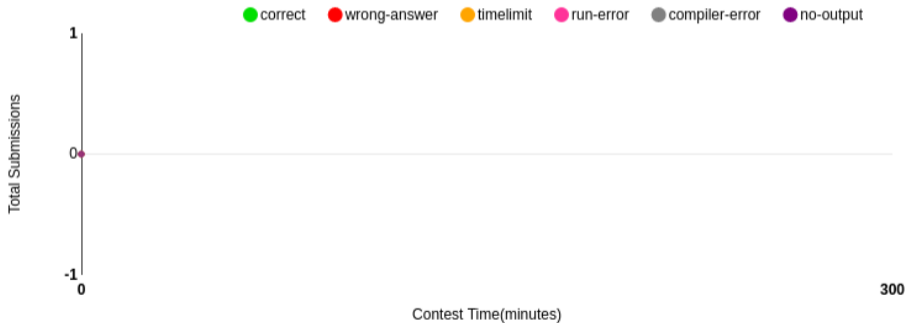 correct wrong-answer timelimit run-error compiler-error no-output
1
Total Submissions
0
-1
0 300
Contest Time(minutes)